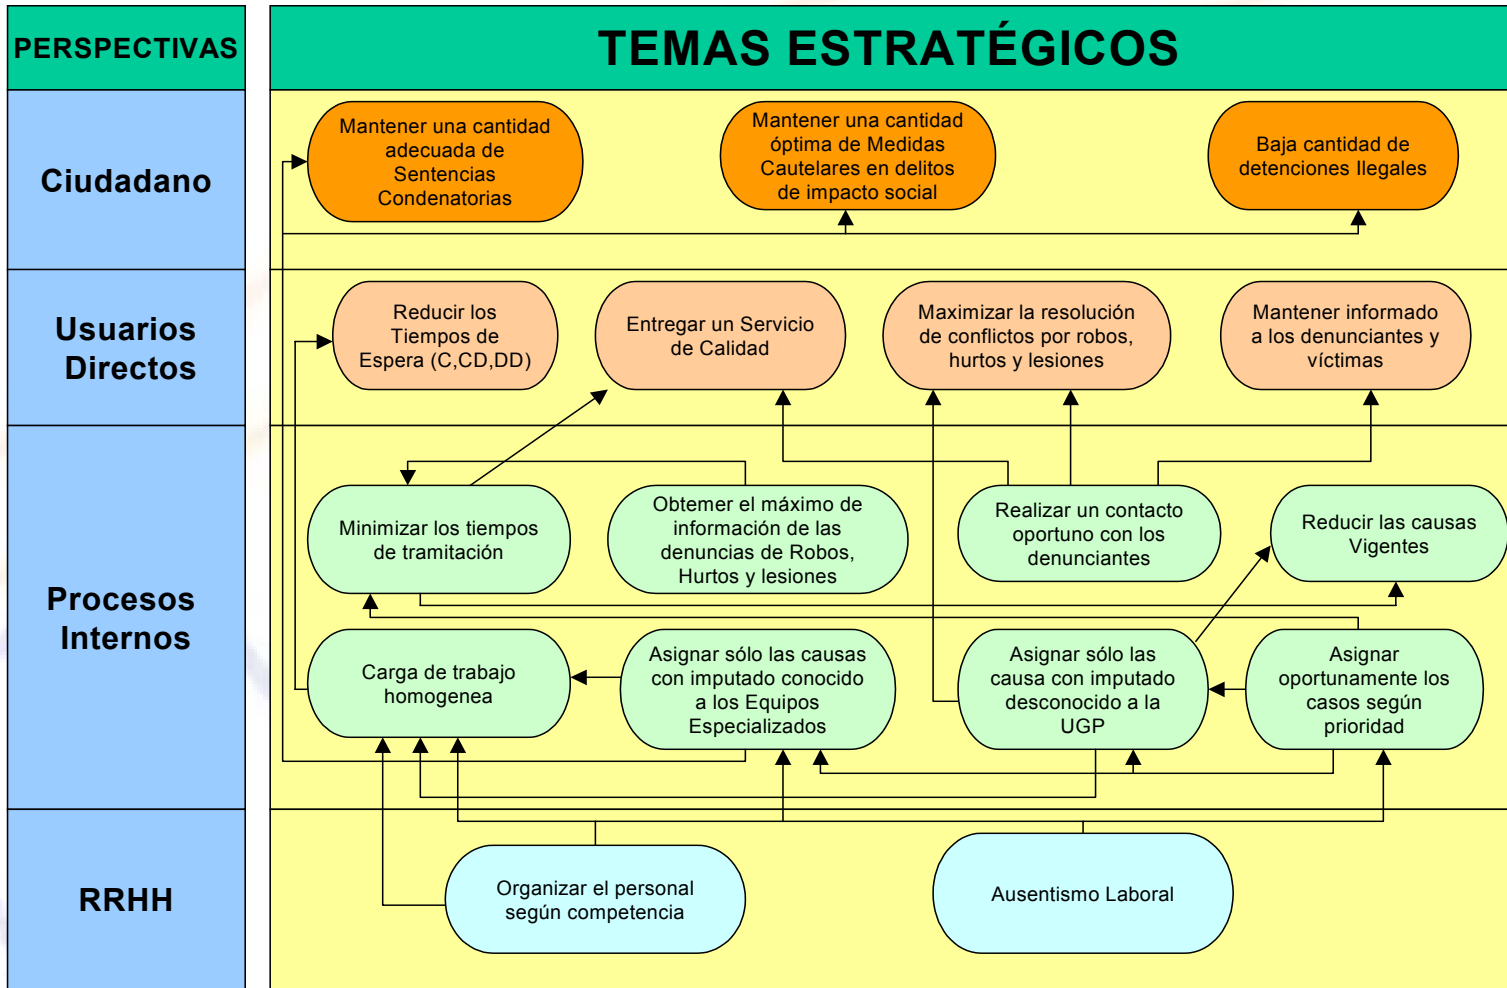 PERSPECTIVAS
TEMAS ESTRATÉGICOS
Ciudadano
Mantener una cantidad
adecuada de
Sentencias
Condenatorias
Mantener una cantidad
óptima de Medidas
Cautelares en delitos
de impacto social
Baja cantidad de
detenciones Ilegales
Usuarios
Directos
Reducir los
Tiempos de
Espera (C,CD,DD)
Entregar un Servicio
de Calidad
Maximizar la resolución
de conflictos por robos,
hurtos y lesiones
Mantener informado
a los denunciantes y
víctimas
Procesos
Internos
Minimizar los tiempos
de tramitación
Obtemer el máximo de
información de las
denuncias de Robos,
Hurtos y lesiones
Realizar un contacto
oportuno con los
denunciantes
Reducir las causas
Vigentes
Carga de trabajo
homogenea
Asignar sólo las causas
con imputado conocido
a los Equipos
Especializados
Asignar sólo las
causa con imputado
desconocido a la
UGP
Asignar
oportunamente los
casos según
prioridad
RRHH
Organizar el personal
según competencia
Ausentismo Laboral